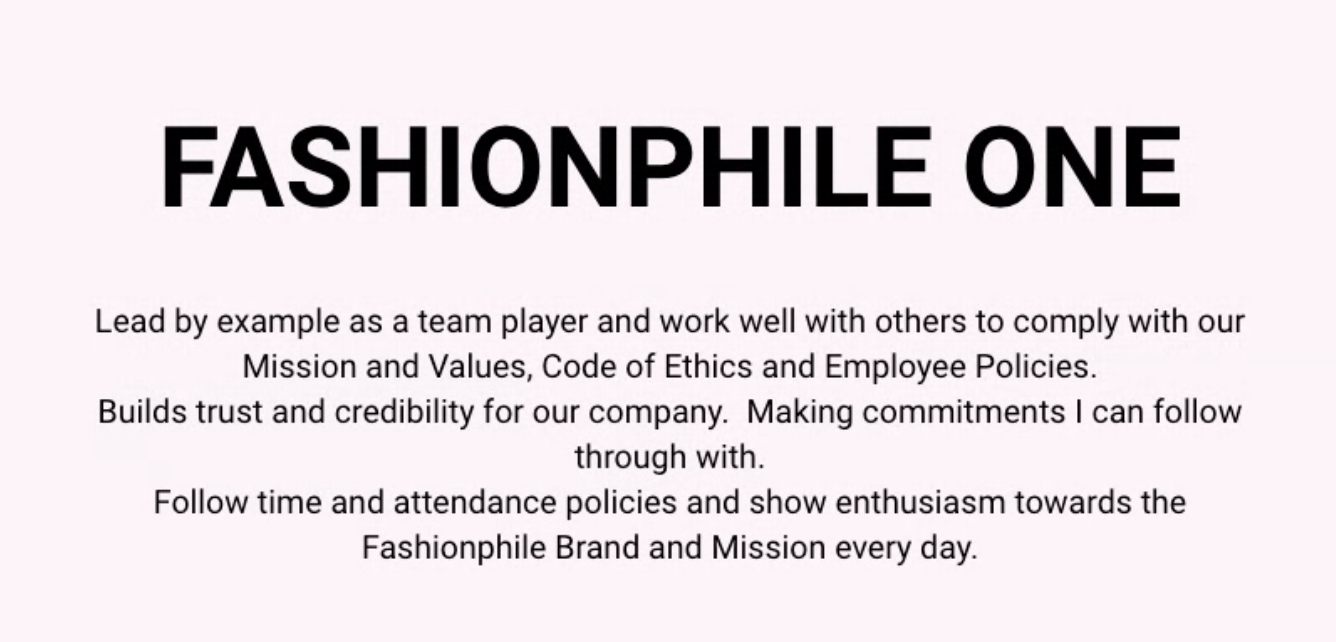 FASHIONPHILE ONE
Lead by example as a team player and work well with others to comply with our
Mission and Values, Code of Ethics and Employee Policies.
Builds trust and credibility for our company.  Making commitments I can follow
through with.
Follow time and attendance policies and show enthusiasm towards the
Fashionphile Brand and Mission every day.